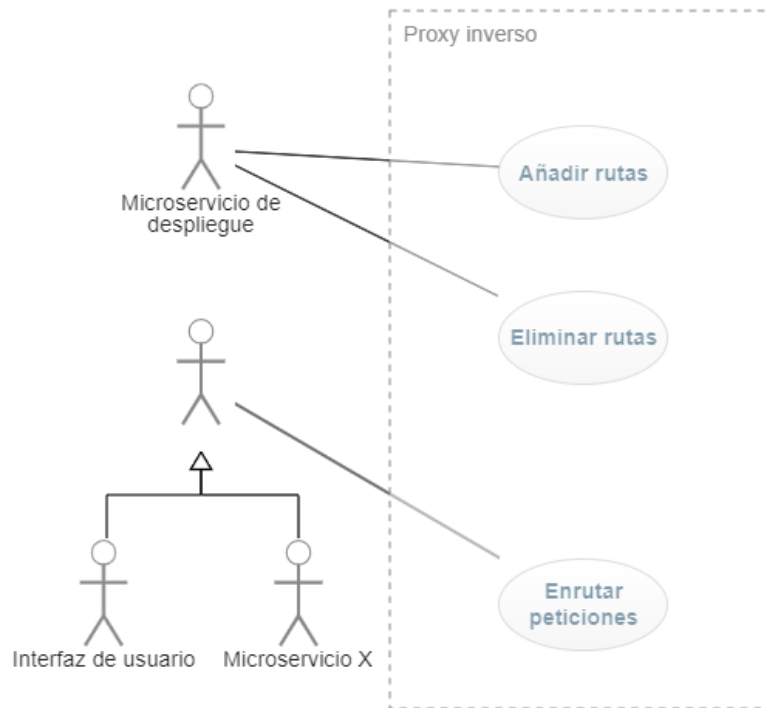 Proxy inverso
Añadir rutas
Microservicio de
despliegue
Eliminar rutas
Enrutar
peticiones
Interfaz de usuario
Microservicio X